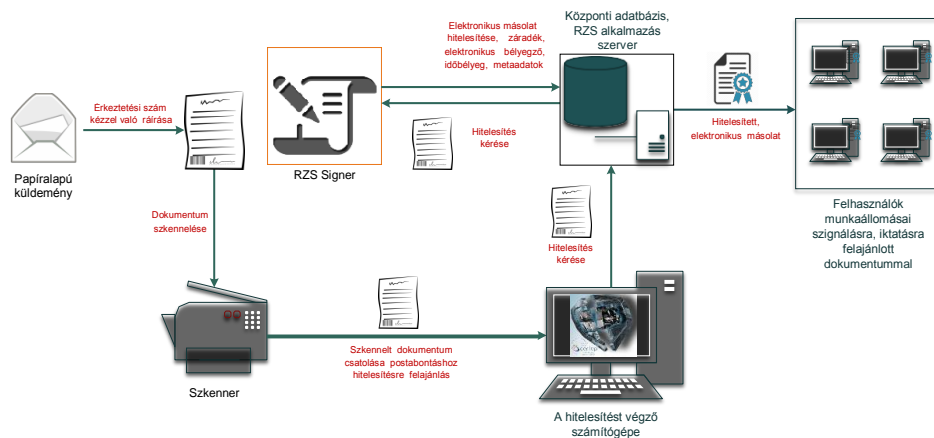 Elektronikus másolat
hitelesítése, záradék,
elektronikus bélyegző,
időbélyeg, metaadatok
Központi adatbázis,
RZS alkalmazás
szerver
Erkeztetési szám
kézzel való ráírása
Papíralapú
küldemény
RZS Signer
Hitelesítés
kérése
Hitelesített,
elektronikus másolat
Felhasználók
munkaállomásai
szignálásra, iktatásra
felajánlott
dokumentummal
Dokumentum
szkennelése
Hitelesítés
kérése
Szkenner
Szkennelt dokumentum
csatolása postabontáshoz
hitelesítésre felajánlás
A hitelesítést végző
számítógépe